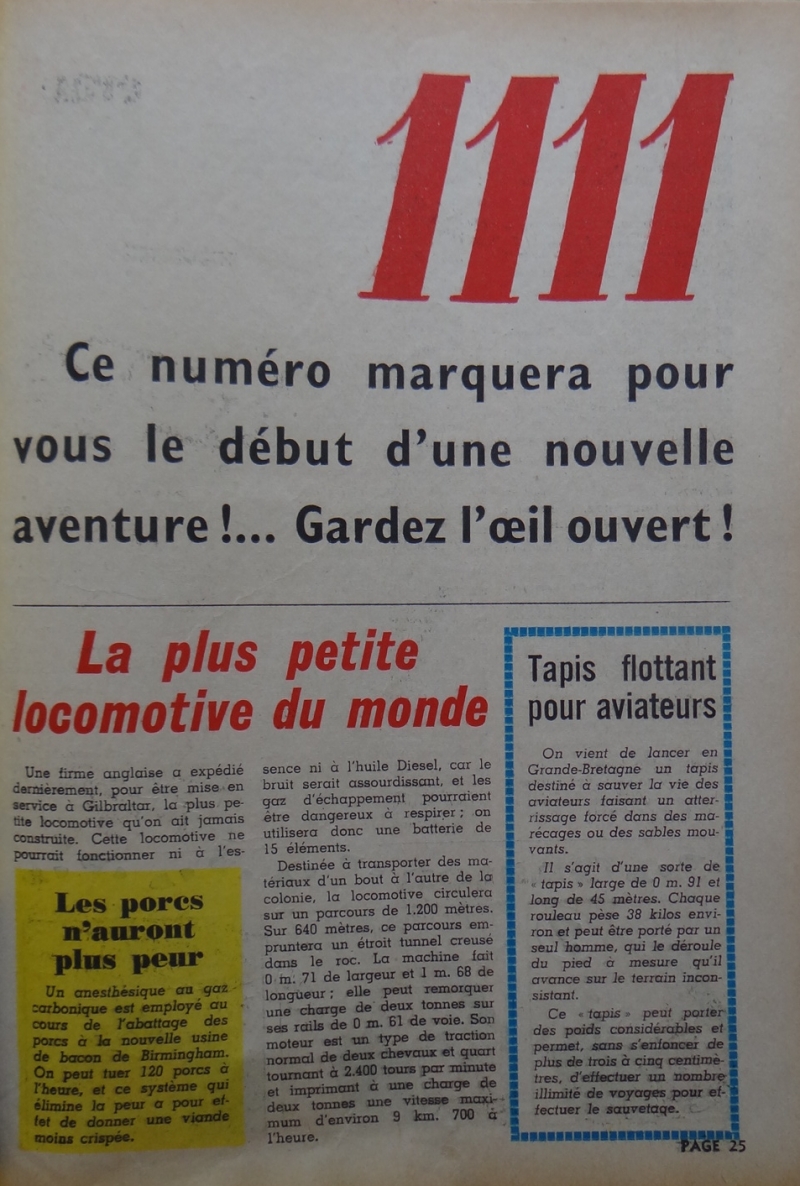 1111
Ce numéro marquera pour
vous le début d'une nouvelle
aventure !... Gardez l'œil ouvert !
La plus petite
locomotive du monde
Une firme anglaise a expédié
dernièrement, pour être mise en
service à Gilbraltar, la plus pe-
tite locomotive qu'on ait jamais
construite. Cette locomotive ne
pourrait fonctionner ni à l'es-
sence ni à l'huile Diesel, car le
bruit serait assourdissant, et les
gaz d'échappement pourraient
être dangereux à respirer ; on
utilisera donc une batterie de
15 éléments.
Destinée à transporter des ma-
tériaux d'un bout à l'autre de la
colonie, la locomotive circulera
sur un parcours de 1.200 mètres.
Sur 640 mètres, ce parcours em-
pruntera un étroit tunnel creusé
dans le roc. La machine fait
0 m. 71 de largeur et 1 m. 68 de
longueur ; elle peut remorquer
une charge de deux tonnes sur
ses rails de 0 m. 61 de voie. Son
moteur est un type de traction
normal de deux chevaux et quart
tournant à 2.400 tours par minute
et imprimant à une charge de
deux tonnes une vitesse maxi-
mum d'environ 9 km. 700 à
l'heure.
Les porcs
n'auront
plus peur
Un anesthésique au gaz
carbonique est employé au
cours de l'abattage des
porcs à la nouvelle usine
de bacon de Birmingham.
On peut tuer 120 porcs à
l'heure, et ce système qui
élimine la peur a pour ef-
fet de donner une viande
moins crispée.
Tapis flottant
pour aviateurs
On vient de lancer en
Grande-Bretagne un tapis
destiné à sauver la vie des
aviateurs faisant un atter-
rissage forcé dans des ma-
récages ou des sables mou-
vants.
Il s'agit d'une sorte de
« tapis » large de 0 m. 91 et
long de 45 mètres. Chaque
rouleau pèse 38 kilos envi-
ron et peut être porté par un
seul homme, qui le déroule
du pied à mesure qu'il
avance sur le terrain incon-
sistant.
Ce « tapis » peut porter
des poids considérables et
permet, sans s'enfoncer de
plus de trois à cinq centimè-
tres, d'effectuer un nombre
illimité de voyages pour ef-
fectuer le sauvetage.
PAGE 25